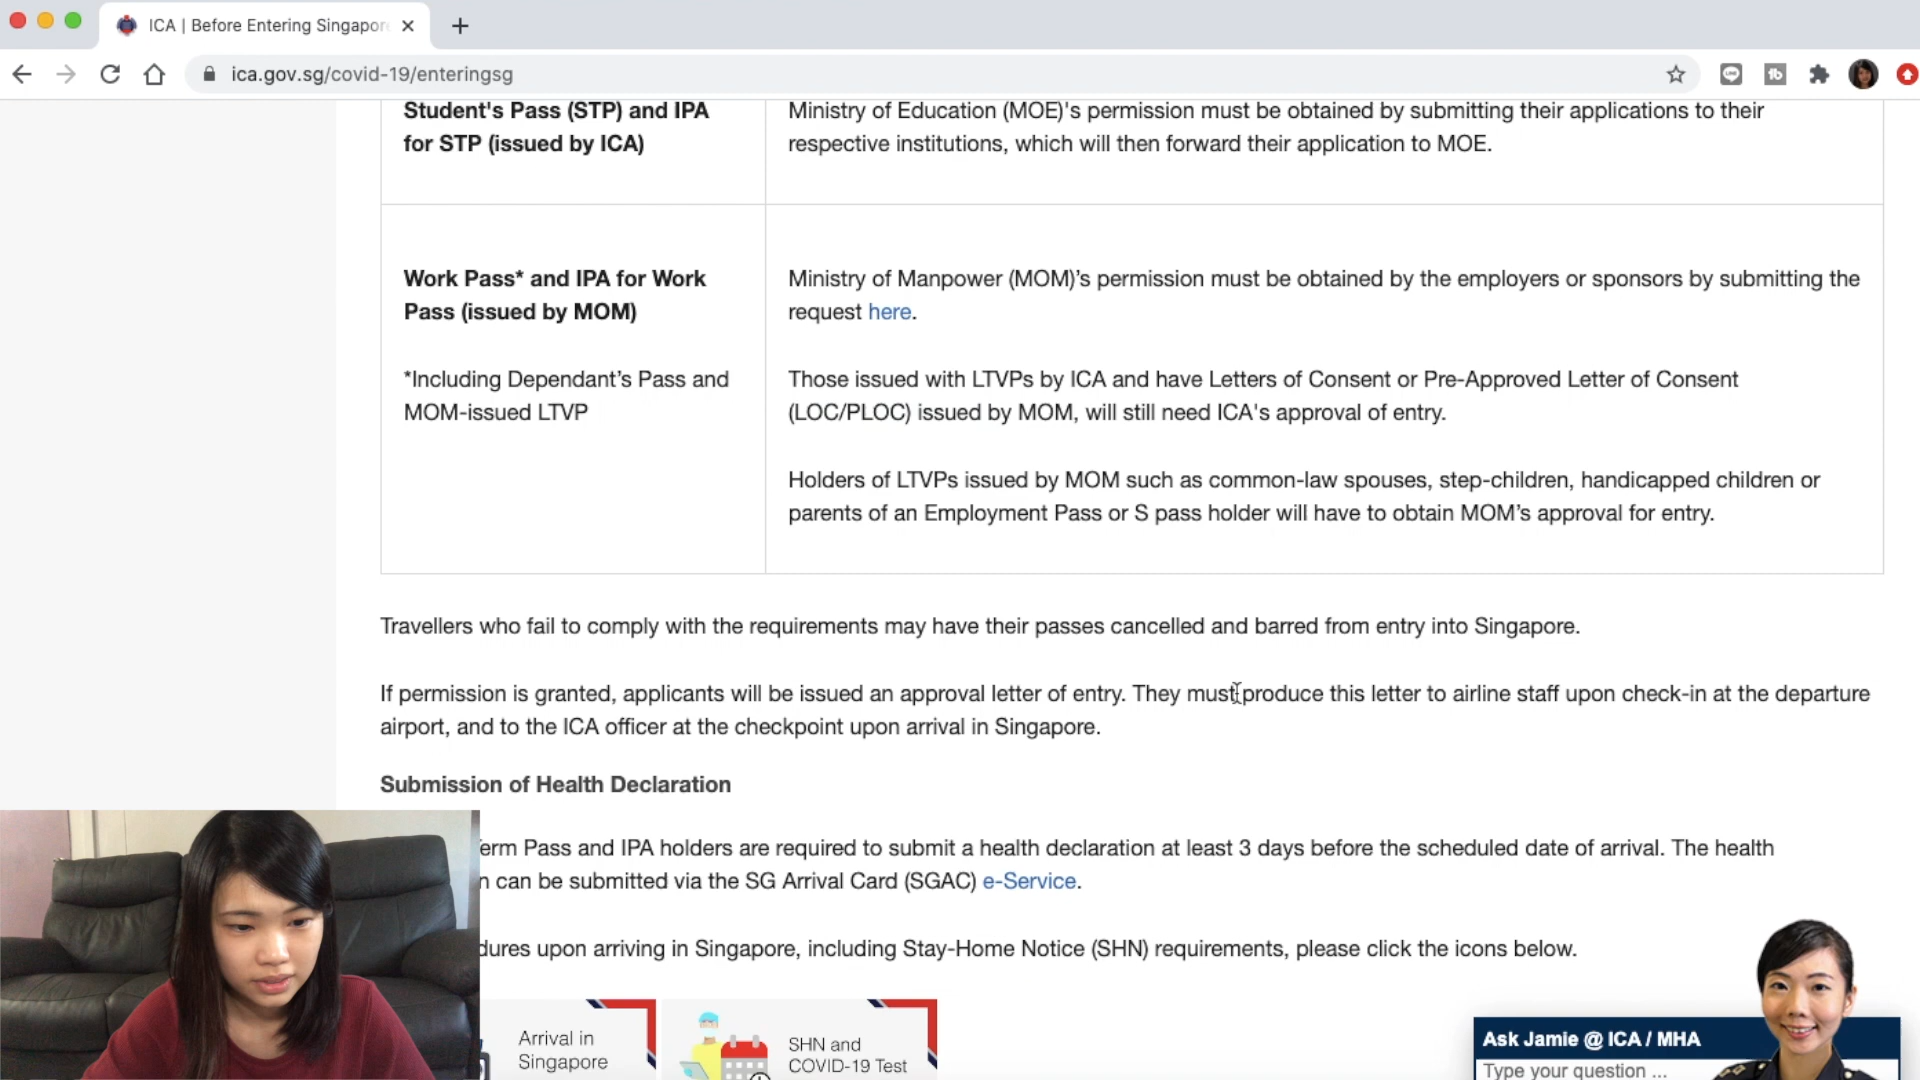 ICA | Before Entering Singapor
ica.gov.sg/covid-19/enteringsg
Student's Pass (STP) and IPA
for STP (issued by ICA)
Ministry of Education (MOE)'s permission must be obtained by submitting their applications to their
respective institutions, which will then forward their application to MOE.
Work Pass* and IPA for Work
Pass (issued by MOM)
*Including Dependant’s Pass and
MOM-issued LTVP
Ministry of Manpower (MOM)’s permission must be obtained by the employers or sponsors by submitting the
request here.
Those issued with LTVPs by ICA and have Letters of Consent or Pre-Approved Letter of Consent
(LOC/PLOC) issued by MOM, will still need ICA's approval of entry.
Holders of LTVPs issued by MOM such as common-law spouses, step-children, handicapped children or
parents of an Employment Pass or S pass holder will have to obtain MOM’s approval for entry.
Travellers who fail to comply with the requirements may have their passes cancelled and barred from entry into Singapore.
If permission is granted, applicants will be issued an approval letter of entry. They must produce this letter to airline staff upon check-in at the departure
airport, and to the ICA officer at the checkpoint upon arrival in Singapore.
Submission of Health Declaration
erm Pass and IPA holders are required to submit a health declaration at least 3 days before the scheduled date of arrival. The health
n can be submitted via the SG Arrival Card (SGAC) e-Service.
dures upon arriving in Singapore, including Stay-Home Notice (SHN) requirements, please click the icons below.
Arrival in
Singapore
SHN and
COVID-19 Test
Ask Jamie @ ICA / MHA
Type your question ...